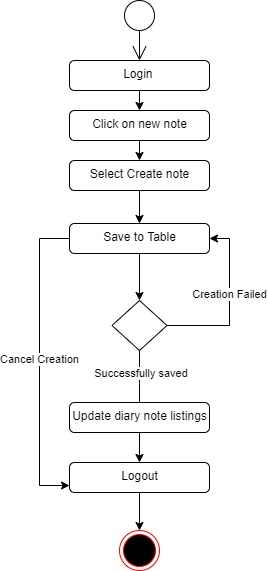 Login
Click on new note
Select Create note
Save to Table
Creation Failed
Cancel Creation
Successfully saved
Update diary note listings
Logout